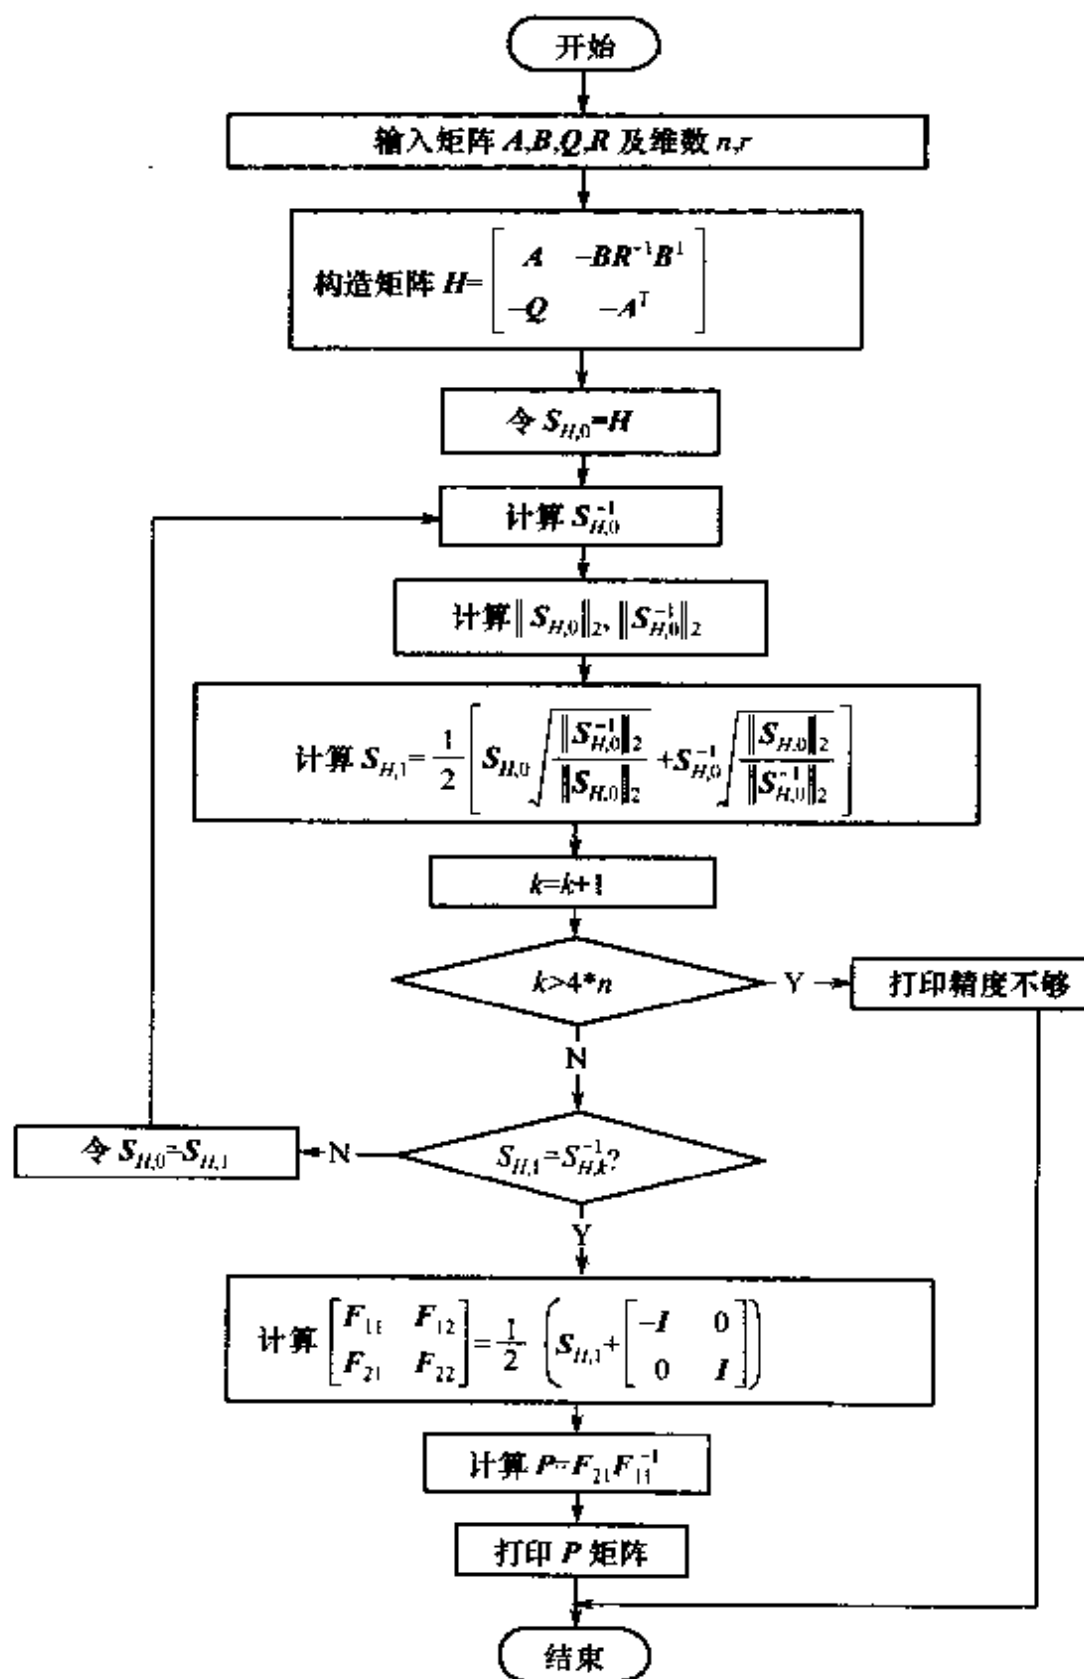 开始
输入矩阵 A,B,Q,R 及维数 n,r
构造矩阵 H= [ A -BR⁻¹Bᵀ
-Q -Aᵀ ]
令 S_{H,0}=H
计算 S_{H,0}^{-1}
计算 ‖S_{H,0}‖₂, ‖S_{H,0}^{-1}‖₂
计算 S_{H,1}= 1/2 [ S_{H,0} √(‖S_{H,0}^{-1}‖₂ / ‖S_{H,0}‖₂) + S_{H,0}^{-1} √(‖S_{H,0}‖₂ / ‖S_{H,0}^{-1}‖₂) ]
k=k+1
k>4*n
Y
打印精度不够
N
令 S_{H,0}=S_{H,1}
N
S_{H,1}=S_{H,k}^{-1}?
Y
计算 [ F₁₁ F₁₂
F₂₁ F₂₂ ] = 1/2 ( S_{H,1}+ [ -I 0
0 I ] )
计算 P=F₂₁F₁₁⁻¹
打印 P 矩阵
结束